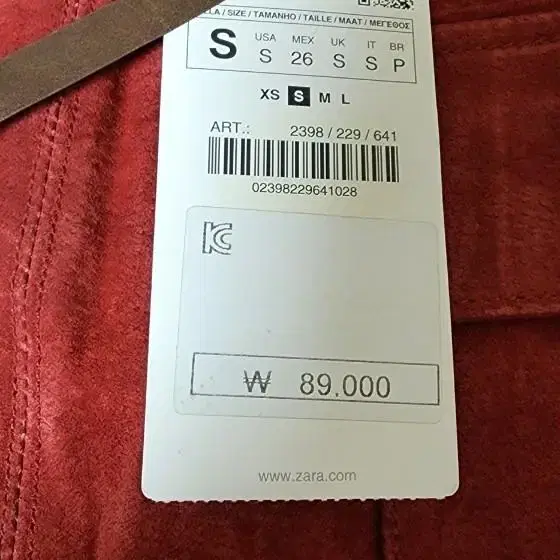 / SIZE / TAMANHO / TAILLE / MAAT / ΜΕΓΕΘΟΣ
S
USA MEX UK IT BR
S 26 S S P
XS S M L
ART.: 2398 / 229 / 641
02398229641028
KC
₩ 89,000
www.zara.com